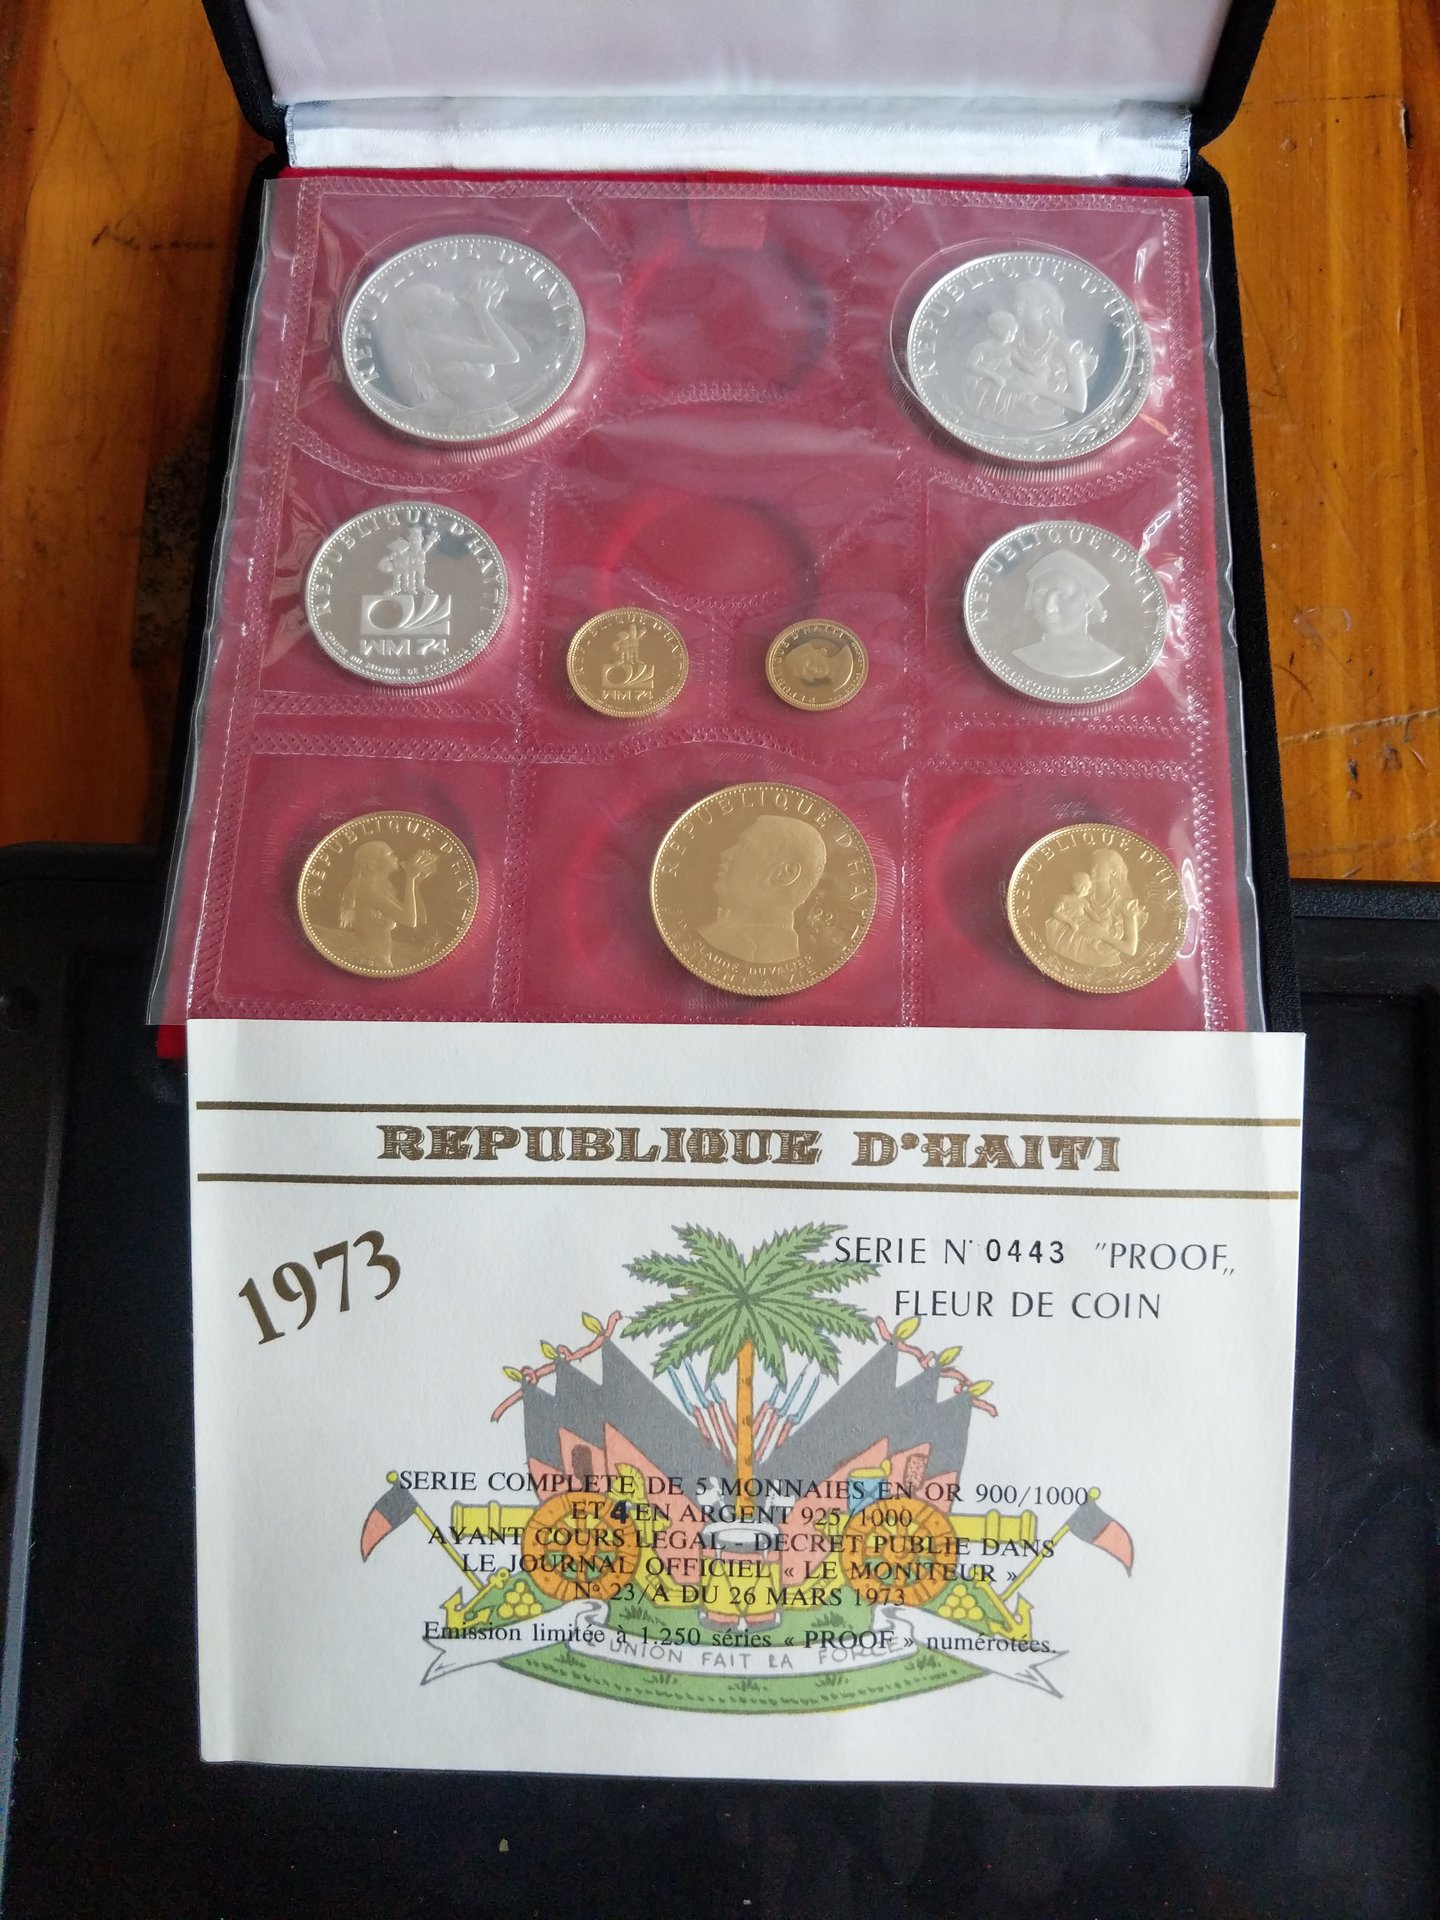 REPUBLIQUE D'HAITI
REPUBLIQUE D'HAITI
REPUBLIQUE D'HAITI
WM 74
REPUBLIQUE D'HAITI
WM 74
D'HAITI
REPUBLIQUE D'HAITI
CHRISTOPHE COLOMB
REPUBLIQUE D'HAITI
REPUBLIQUE D'HAITI
CLAUDE DUVALIER
REPUBLIQUE D'HAITI
REPUBLIQUE D'HAITI
1973
SERIE N° 0443 "PROOF„
FLEUR DE COIN
SERIE COMPLETE DE 5 MONNAIES EN OR 900/1000
ET 4 EN ARGENT 925/1000
AYANT COURS LEGAL - DECRET PUBLIE DANS
LE JOURNAL OFFICIEL « LE MONITEUR »
N° 23/A DU 26 MARS 1973
Emission limitée à 1.250 séries « PROOF » numérotées.
UNION FAIT LA FORCE